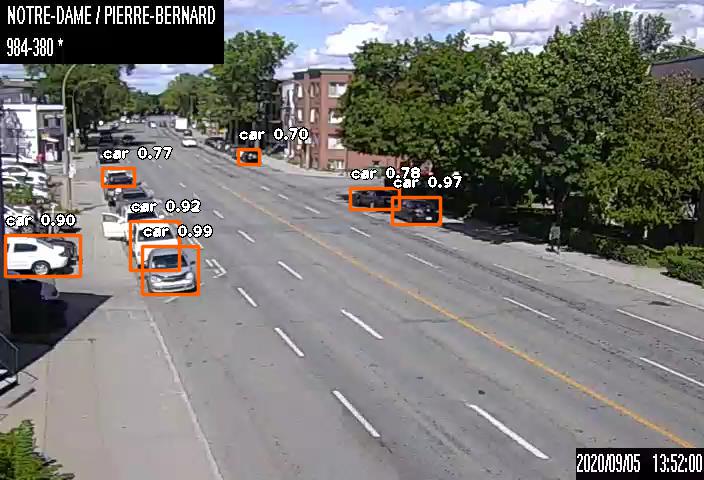 NOTRE-DAME / PIERRE-BERNARD
984-380 *
car 0.70
car 0.77
car 0.78
car 0.97
car 0.92
car 0.90
car 0.99
2020/09/05 13:52:00